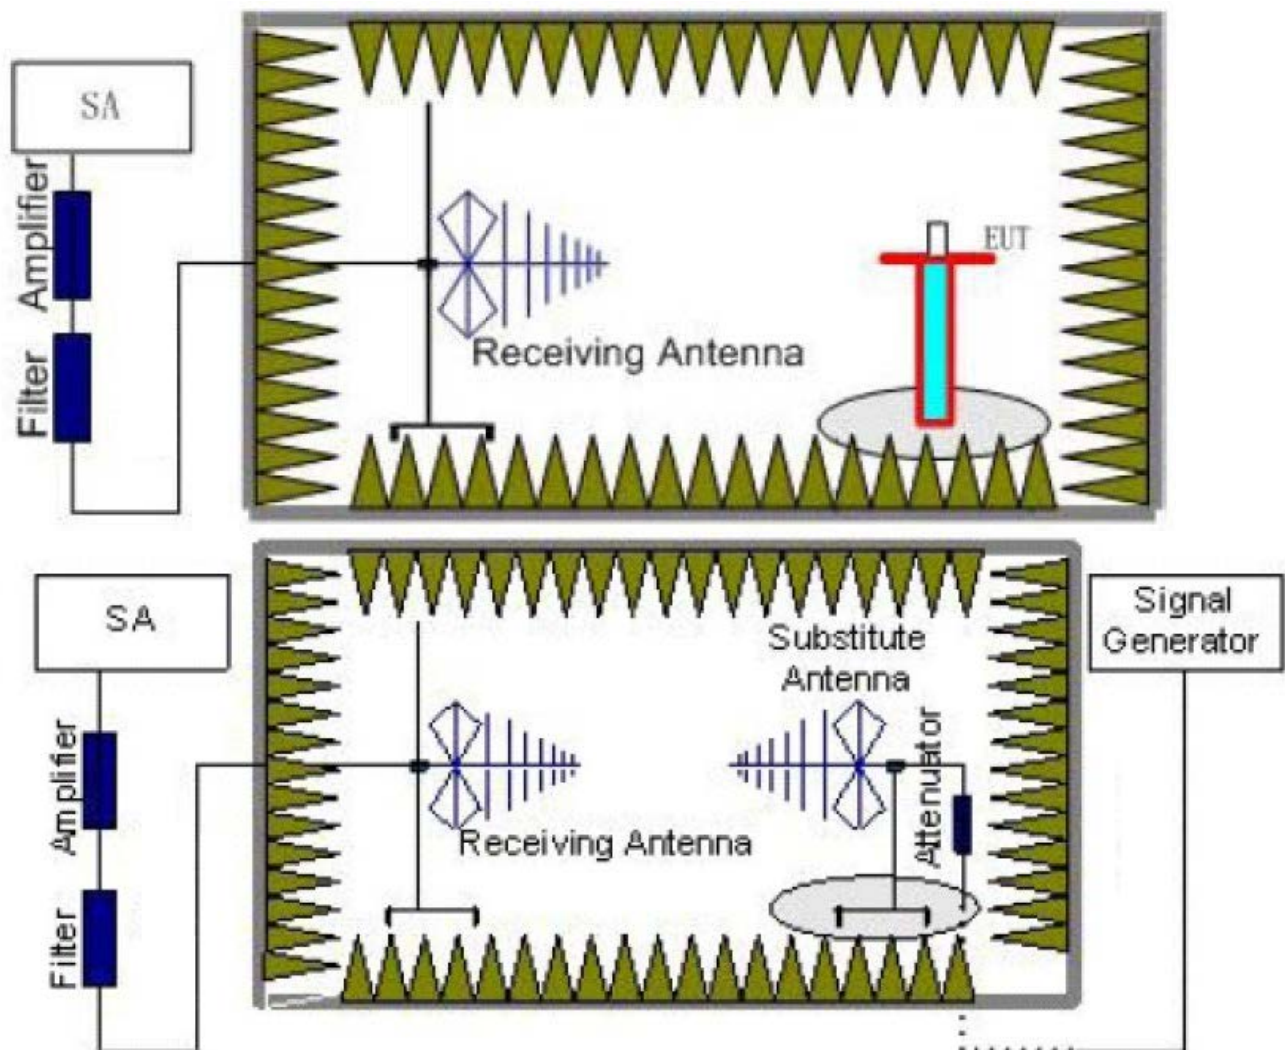 SA
Amplifier
Filter
EUT
Receiving Antenna
SA
Amplifier
Filter
Substitute
Antenna
Attenuator
Receiving Antenna
Signal
Generator